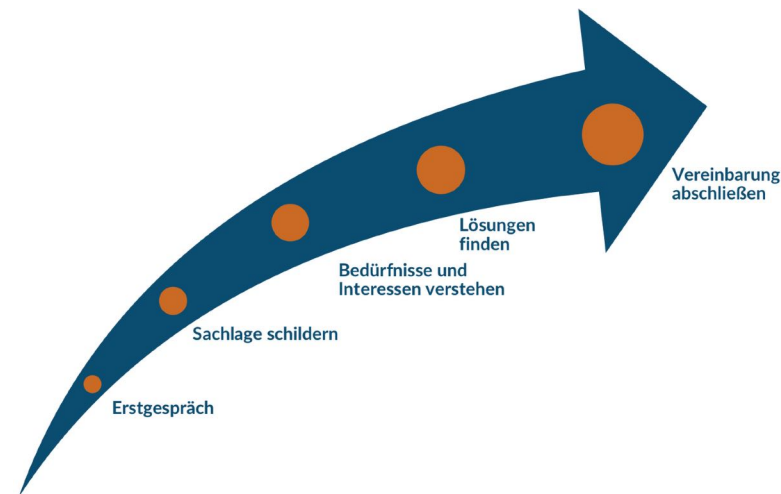 Erstgespräch
Sachlage schildern
Bedürfnisse und
Interessen verstehen
Lösungen
finden
Vereinbarung
abschließen